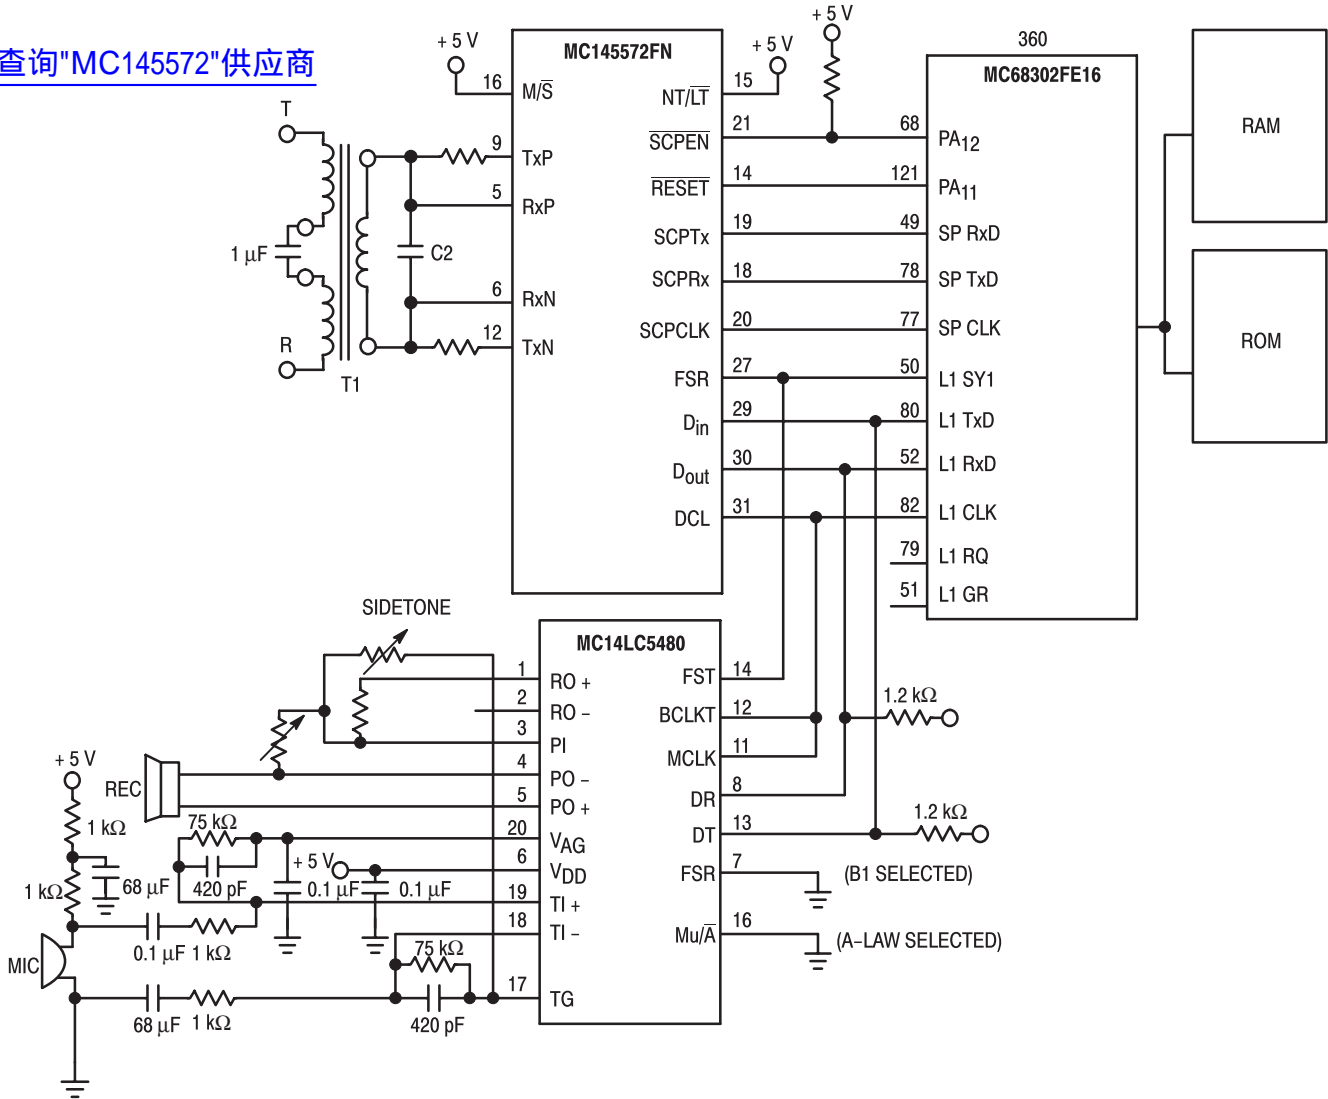 查询"MC145572"供应商
+ 5 V
+ 5 V
+ 5 V
360
MC145572FN
MC68302FE16
RAM
ROM
16 M/S̅
9 TxP
5 RxP
6 RxN
12 TxN
NT/L̅T̅ 15
S̅C̅P̅E̅N̅ 21
R̅E̅S̅E̅T̅ 14
SCPTx 19
SCPRx 18
SCPCLK 20
FSR 27
Din 29
Dout 30
DCL 31
68 PA12
121 PA11
49 SP RxD
78 SP TxD
77 SP CLK
50 L1 SY1
80 L1 TxD
52 L1 RxD
82 L1 CLK
79 L1 RQ
51 L1 GR
T
1 µF
C2
R
T1
SIDETONE
MC14LC5480
1 RO +
2 RO –
3 PI
4 PO –
5 PO +
20 VAG
6 VDD
19 TI +
18 TI –
17 TG
FST 14
BCLKT 12
MCLK 11
DR 8
DT 13
FSR 7
Mu/A̅ 16
1.2 kΩ
1.2 kΩ
(B1 SELECTED)
(A–LAW SELECTED)
+ 5 V
REC
1 kΩ
75 kΩ
+ 5 V
1 kΩ
68 µF
420 pF
0.1 µF
0.1 µF
0.1 µF
1 kΩ
MIC
75 kΩ
68 µF
1 kΩ
420 pF